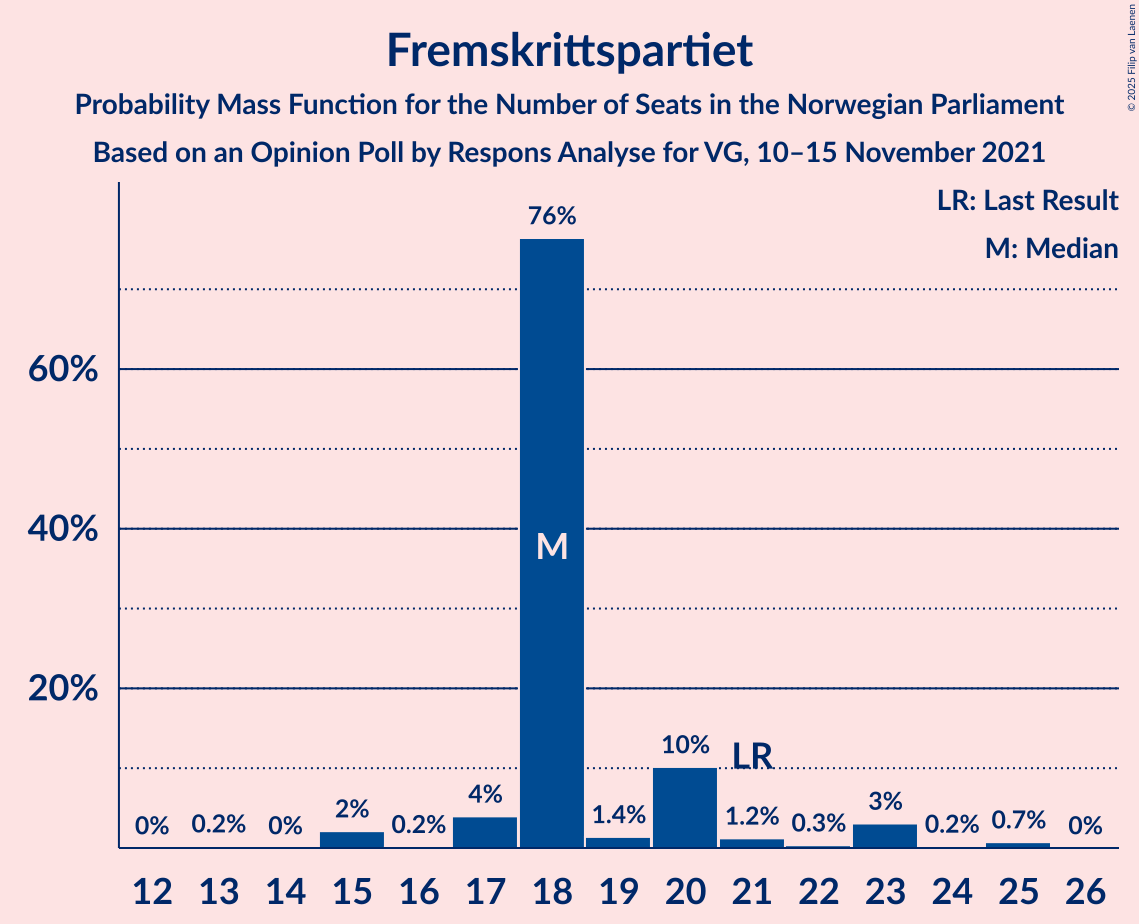 Fremskrittspartiet
Probability Mass Function for the Number of Seats in the Norwegian Parliament
Based on an Opinion Poll by Respons Analyse for VG, 10–15 November 2021
© 2025 Filip van Laenen
LR: Last Result
M: Median
76%
60%
40%
M
20%
10%
LR
0%
0.2%
0%
2%
0.2%
4%
1.4%
1.2%
0.3%
3%
0.2%
0.7%
0%
12 13 14 15 16 17 18 19 20 21 22 23 24 25 26